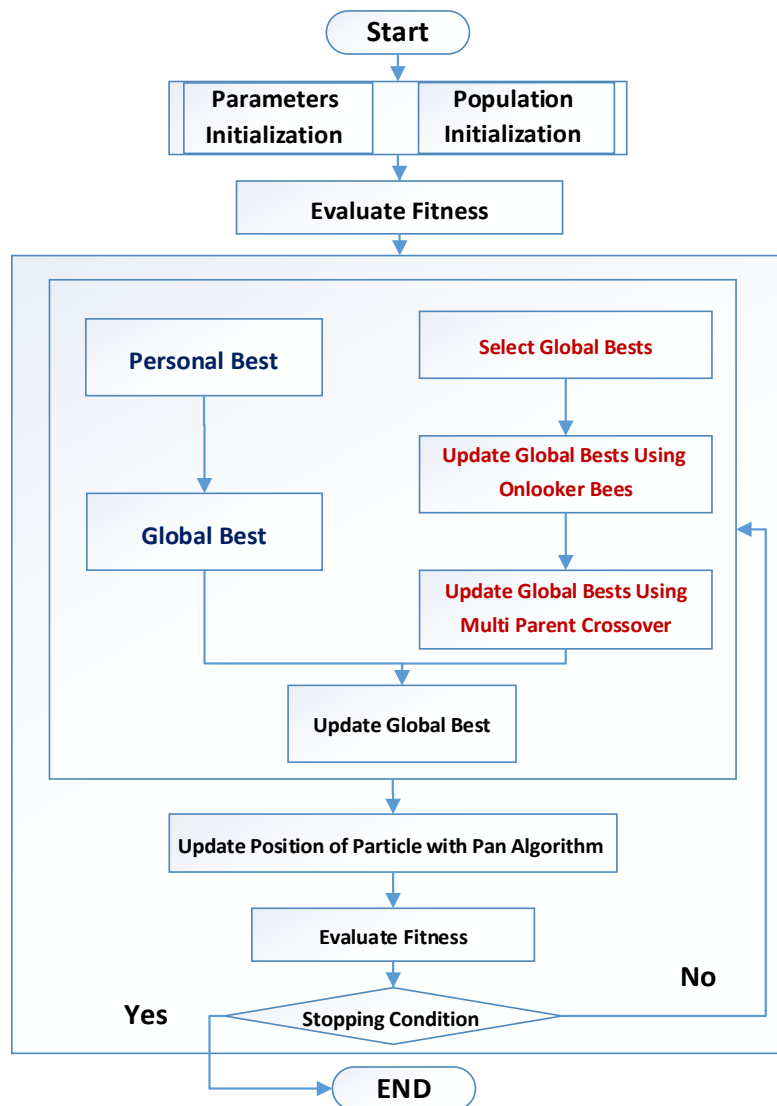 Start
Parameters
Initialization
Population
Initialization
Evaluate Fitness
Personal Best
Global Best
Select Global Bests
Update Global Bests Using
Onlooker Bees
Update Global Bests Using
Multi Parent Crossover
Update Global Best
Update Position of Particle with Pan Algorithm
Evaluate Fitness
Stopping Condition
Yes
No
END